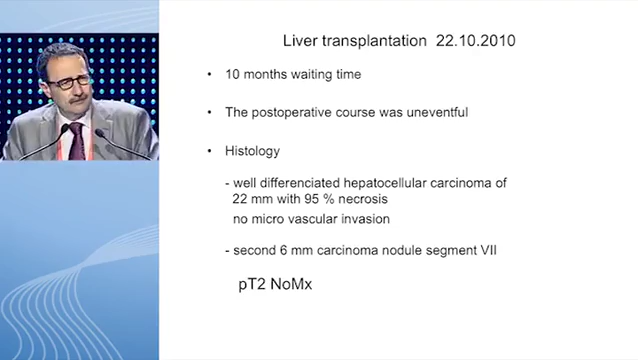 Liver transplantation 22.10.2010
• 10 months waiting time
• The postoperative course was uneventful
• Histology
- well differenciated hepatocellular carcinoma of
22 mm with 95 % necrosis
no micro vascular invasion
- second 6 mm carcinoma nodule segment VII
pT2 NoMx